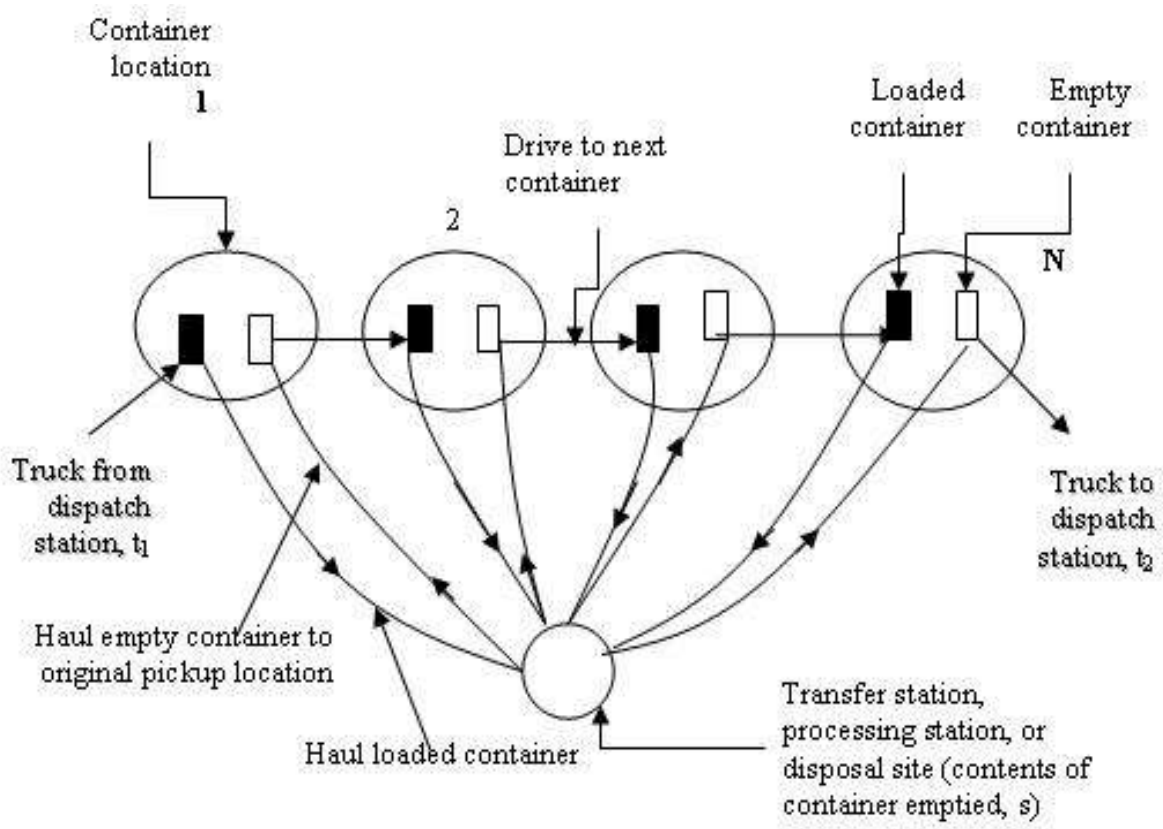 Container
location
1
Loaded
container
Empty
container
Drive to next
container
2
N
Truck from
dispatch
station, t1
Truck to
dispatch
station, t2
Haul empty container to
original pickup location
Haul loaded container
Transfer station,
processing station, or
disposal site (contents of
container emptied, s)